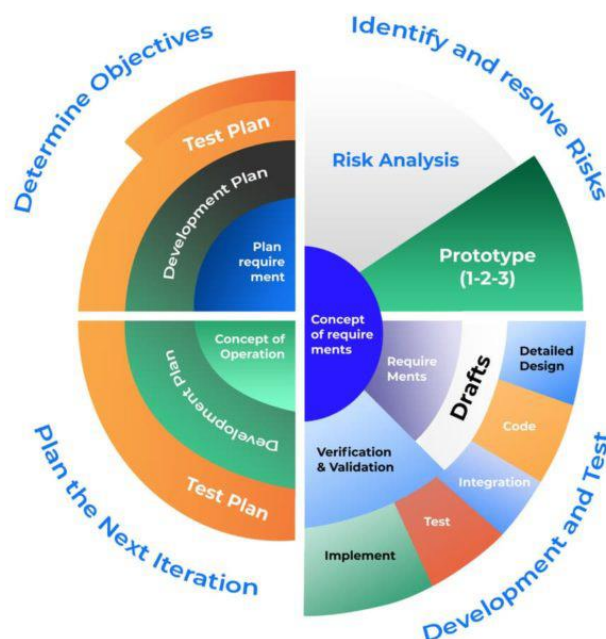 Determine Objectives
Identify and resolve Risks
Test Plan
Development Plan
Plan
require
ment
Risk Analysis
Prototype
(1-2-3)
Concept
of require
ments
Concept of
Operation
Development Plan
Test Plan
Plan the Next Iteration
Require
Ments
Drafts
Detailed
Design
Code
Integration
Verification
& Validation
Test
Implement
Development and Test